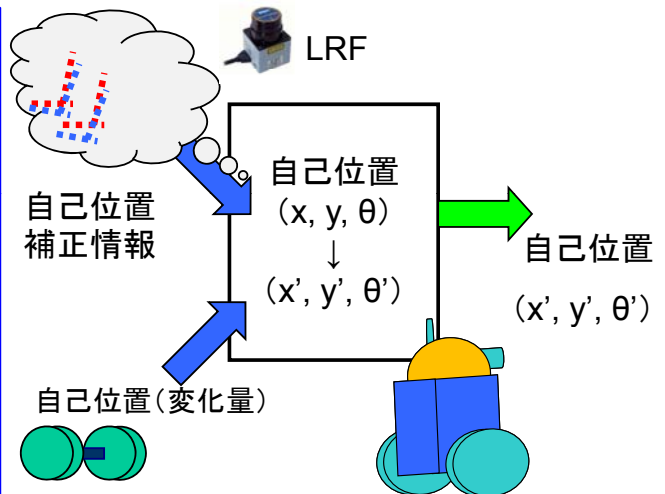 LRF
自己位置
補正情報
自己位置
(x, y, θ)
↓
(x’, y’, θ’)
自己位置
(x’, y’, θ’)
自己位置(変化量)